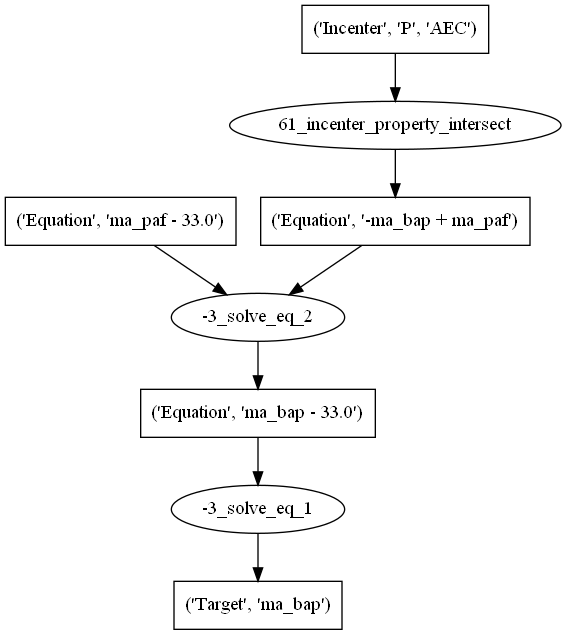 ('Incenter', 'P', 'AEC')
61_incenter_property_intersect
('Equation', 'ma_paf - 33.0')
('Equation', '-ma_bap + ma_paf')
-3_solve_eq_2
('Equation', 'ma_bap - 33.0')
-3_solve_eq_1
('Target', 'ma_bap')